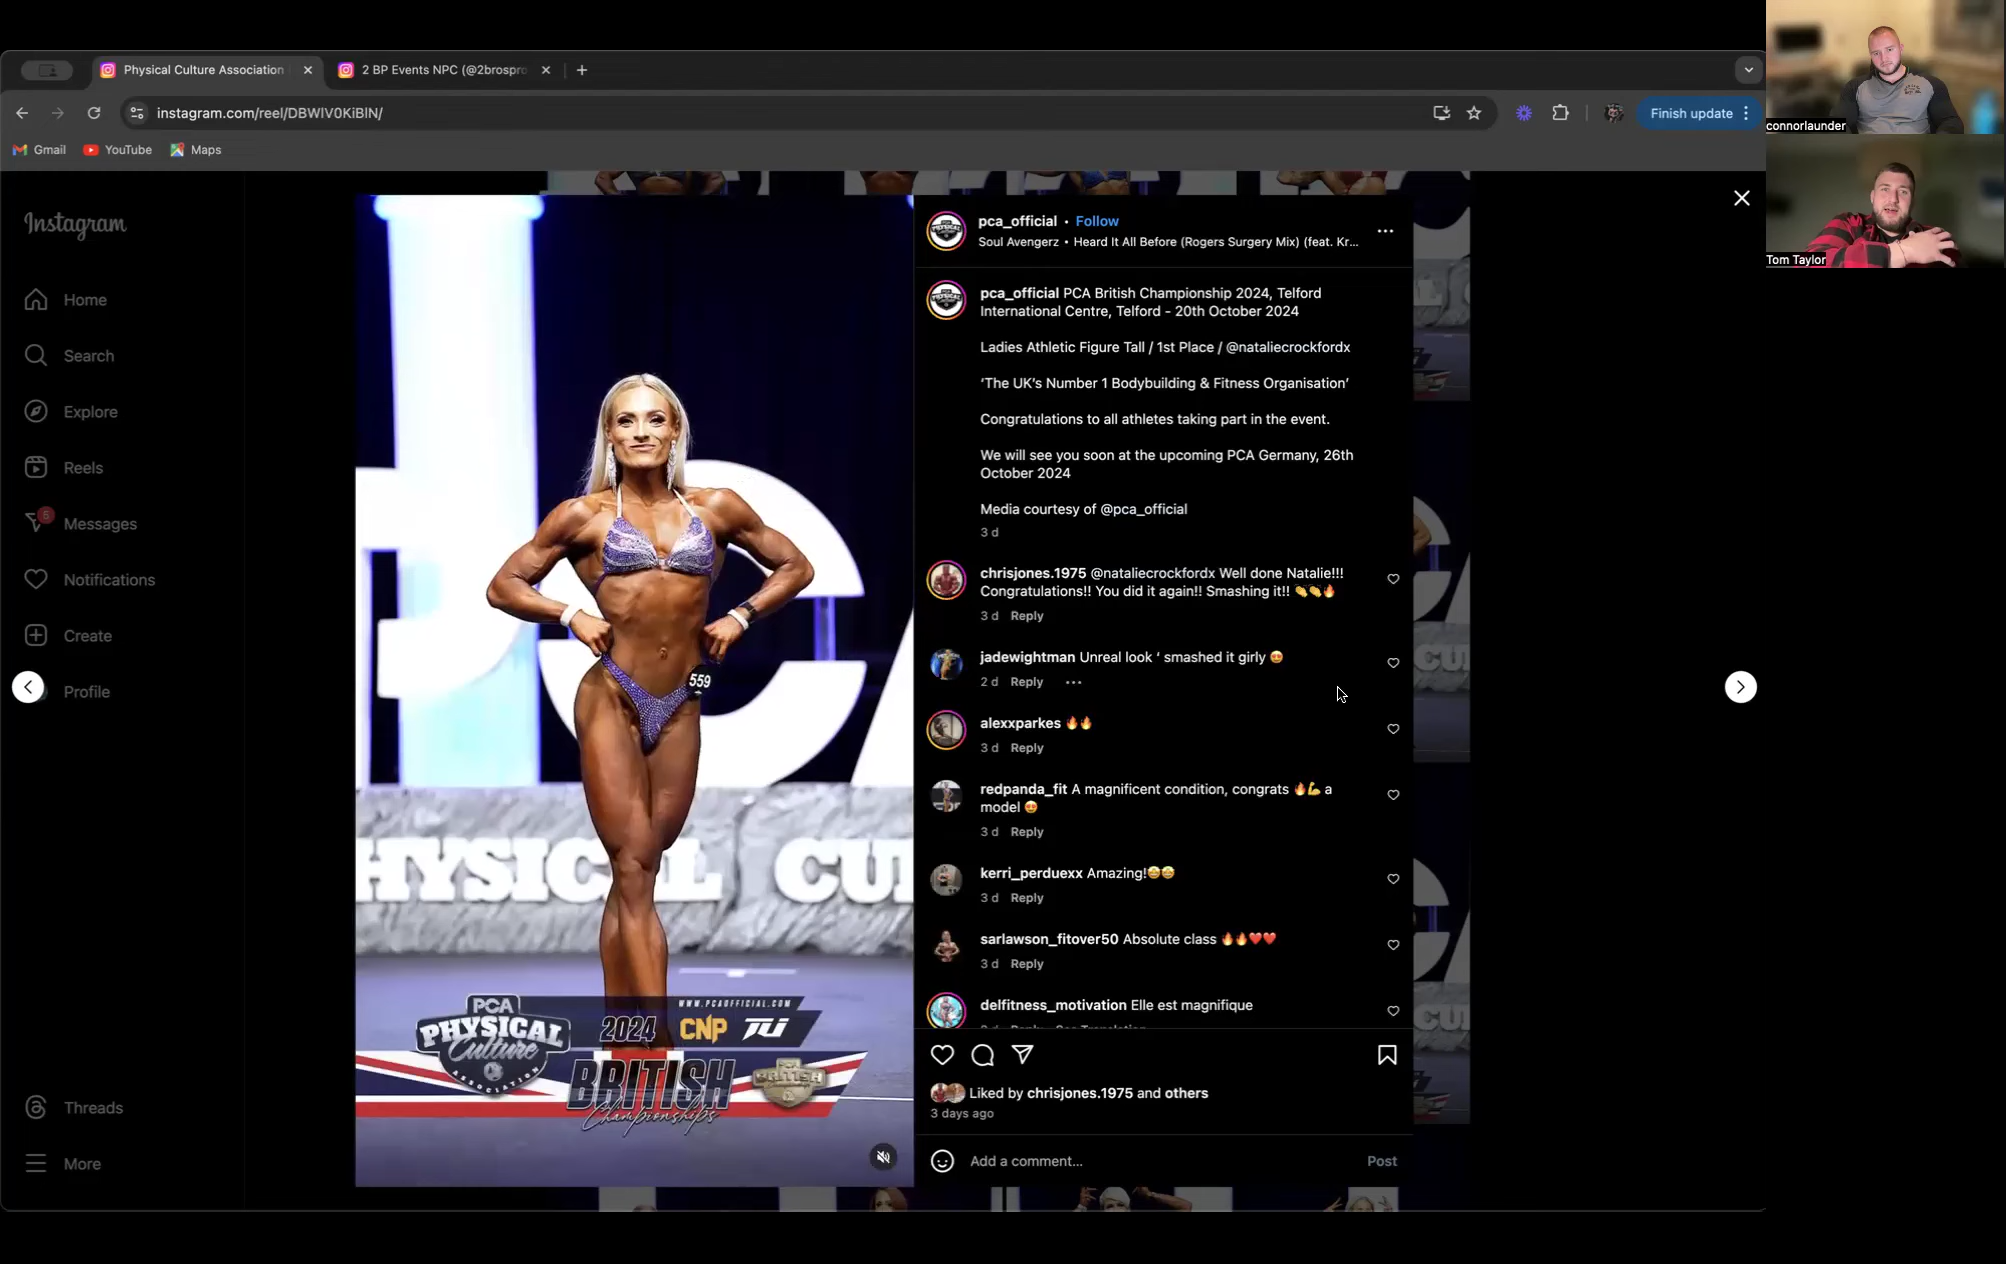 Physical Culture Association
2 BP Events NPC (@2brospro
instagram.com/reel/DBWlV0KiBlN/
Finish update
Gmail
YouTube
Maps
connorlaunder
Tom Taylor
Instagram
Home
Search
Explore
Reels
6
Messages
Notifications
Create
Profile
Threads
More
559
PHYSICAL CU
PCA
PHYSICAL
Culture
ASSOCIATION
WWW.PCAOFFICIAL.COM
2024 CNP
BRITISH
Championships
pca_official • Follow
Soul Avengerz • Heard It All Before (Rogers Surgery Mix) (feat. Kr...
pca_official PCA British Championship 2024, Telford
International Centre, Telford - 20th October 2024
Ladies Athletic Figure Tall / 1st Place / @nataliecrockfordx
‘The UK’s Number 1 Bodybuilding & Fitness Organisation’
Congratulations to all athletes taking part in the event.
We will see you soon at the upcoming PCA Germany, 26th
October 2024
Media courtesy of @pca_official
3 d
chrisjones.1975 @nataliecrockfordx Well done Natalie!!!
Congratulations!! You did it again!! Smashing it!! 👏👏🔥
3 d Reply
jadewightman Unreal look ‘ smashed it girly 😍
2 d Reply
alexxparkes 🔥🔥
3 d Reply
redpanda_fit A magnificent condition, congrats 🔥💪 a
model 😍
3 d Reply
kerri_perduexx Amazing!🤩🤩
3 d Reply
sarlawson_fitover50 Absolute class 🔥🔥❤️❤️
3 d Reply
delfitness_motivation Elle est magnifique
Liked by chrisjones.1975 and others
3 days ago
Add a comment...
Post